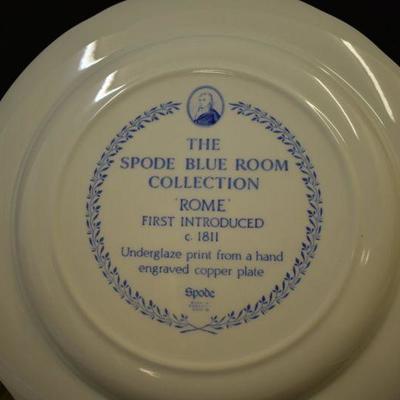 THE
SPODE BLUE ROOM
COLLECTION
'ROME'
FIRST INTRODUCED
c. 1811
Underglaze print from a hand
engraved copper plate
Spode